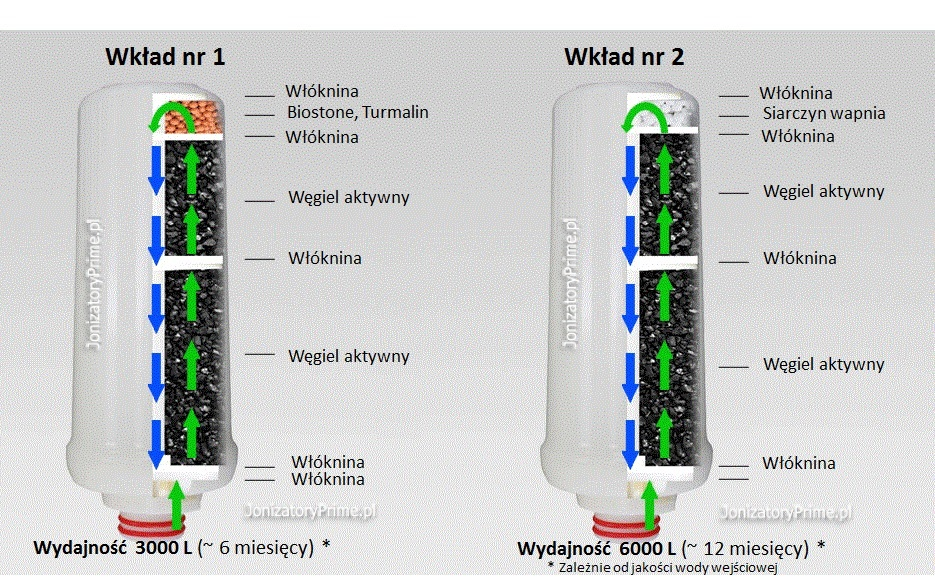 Wkład nr 1
Włóknina
Biostone, Turmalin
Włóknina
Węgiel aktywny
Włóknina
Węgiel aktywny
Włóknina
Włóknina
JonizatoryPrime.pl
JonizatoryPrime.pl
Wydajność 3000 L (~ 6 miesięcy) *
Wkład nr 2
Włóknina
Siarczyn wapnia
Włóknina
Węgiel aktywny
Włóknina
Węgiel aktywny
Włóknina
JonizatoryPrime.pl
JonizatoryPrime.pl
Wydajność 6000 L (~ 12 miesięcy) *
* Zależnie od jakości wody wejściowej